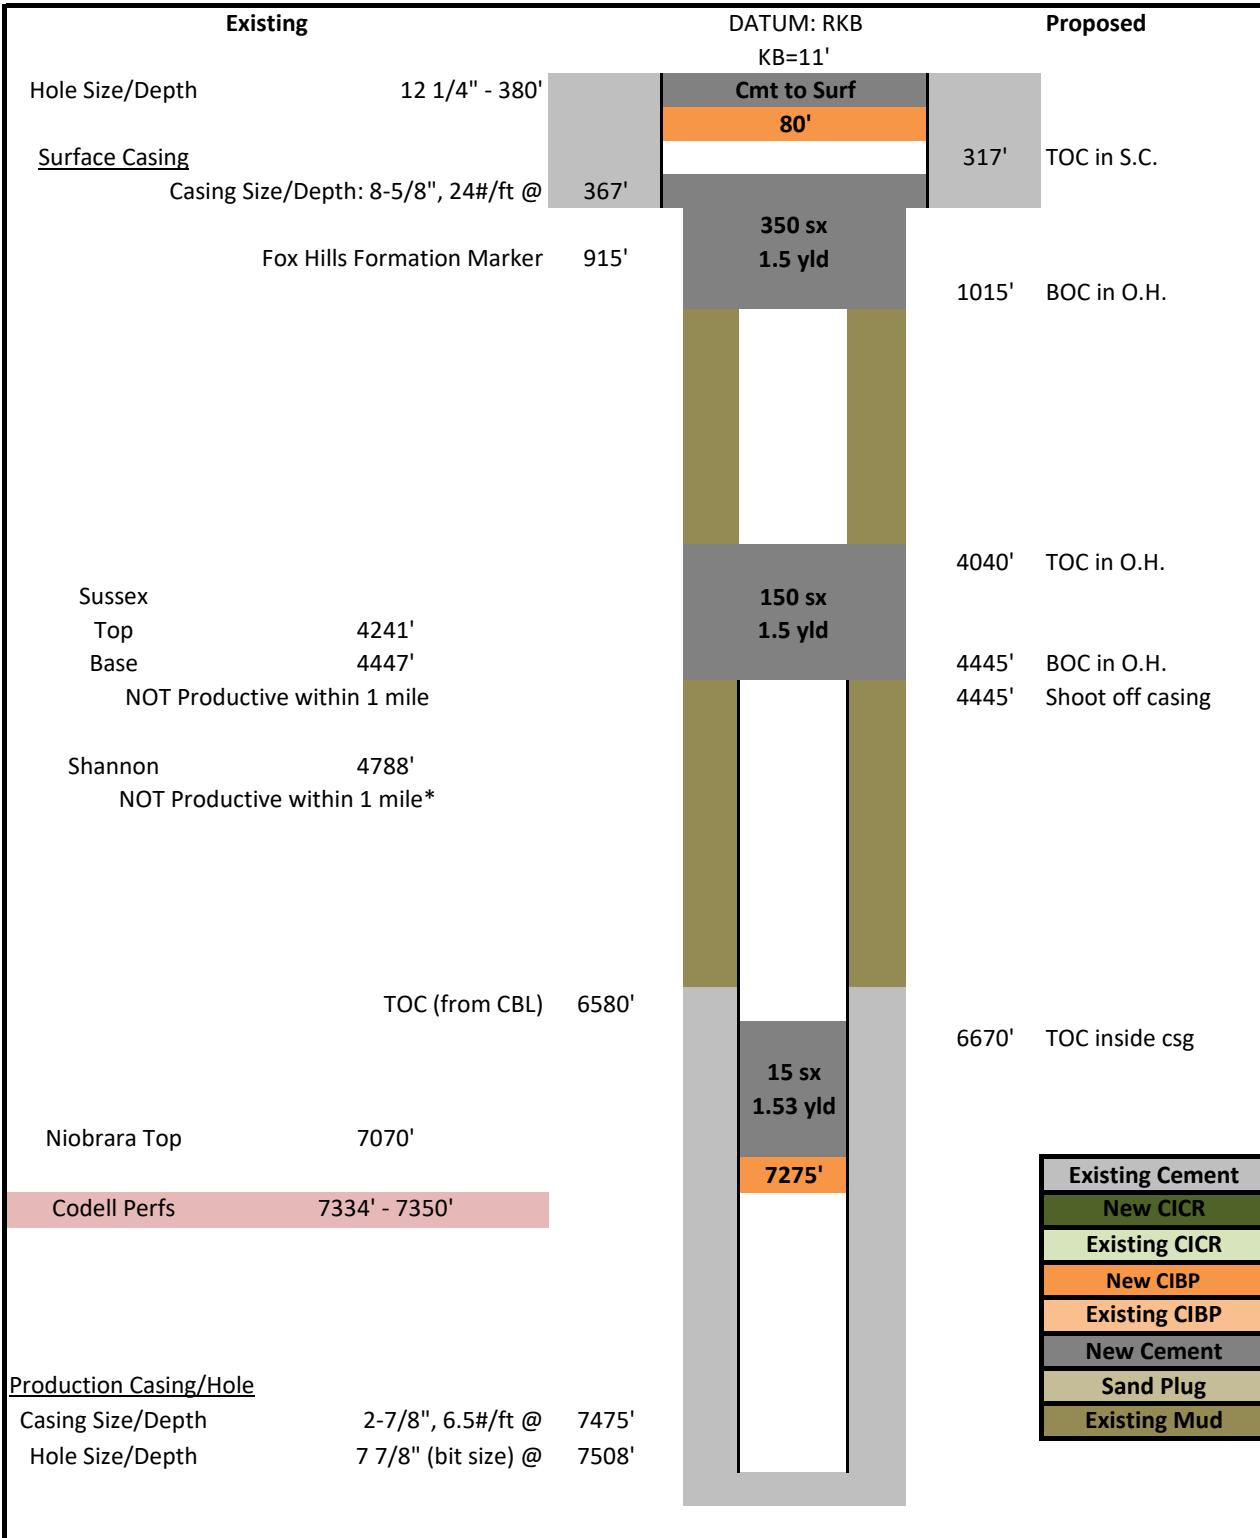 Existing DATUM: RKB Proposed
KB=11'
Hole Size/Depth 12 1/4" - 380' Cmt to Surf
80'
Surface Casing 317' TOC in S.C.
Casing Size/Depth: 8-5/8", 24#/ft @ 367'
350 sx
Fox Hills Formation Marker 915' 1.5 yld
1015' BOC in O.H.
4040' TOC in O.H.
Sussex 150 sx
Top 4241' 1.5 yld
Base 4447' 4445' BOC in O.H.
NOT Productive within 1 mile 4445' Shoot off casing
Shannon 4788'
NOT Productive within 1 mile*
TOC (from CBL) 6580'
6670' TOC inside csg
15 sx
1.53 yld
Niobrara Top 7070'
7275' Existing Cement
Codell Perfs 7334' - 7350' New CICR
Existing CICR
New CIBP
Existing CIBP
New Cement
Production Casing/Hole Sand Plug
Casing Size/Depth 2-7/8", 6.5#/ft @ 7475' Existing Mud
Hole Size/Depth 7 7/8" (bit size) @ 7508'